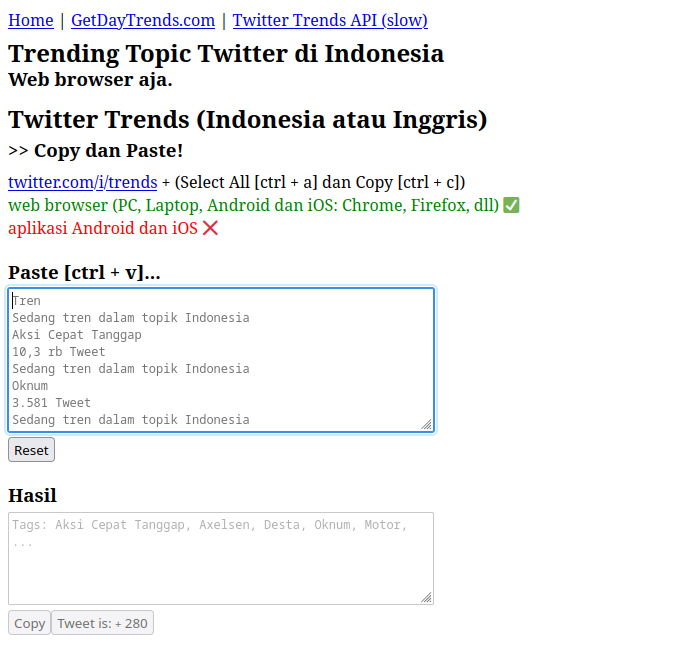 Home | GetDayTrends.com | Twitter Trends API (slow)
Trending Topic Twitter di Indonesia
Web browser aja.
Twitter Trends (Indonesia atau Inggris)
>> Copy dan Paste!
twitter.com/i/trends + (Select All [ctrl + a] dan Copy [ctrl + c])
web browser (PC, Laptop, Android dan iOS: Chrome, Firefox, dll) ✅
aplikasi Android dan iOS ❌
Paste [ctrl + v]...
Tren
Sedang tren dalam topik Indonesia
Aksi Cepat Tanggap
10,3 rb Tweet
Sedang tren dalam topik Indonesia
Oknum
3.581 Tweet
Sedang tren dalam topik Indonesia
Reset
Hasil
Tags: Aksi Cepat Tanggap, Axelsen, Desta, Oknum, Motor,
...
Copy Tweet is: + 280